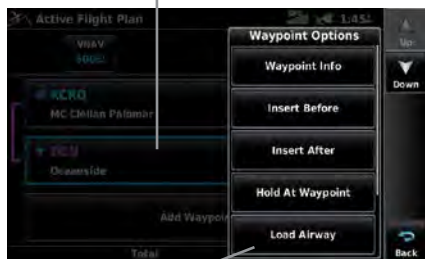 Active Flight Plan
1:45
VNAV
KCRQ
MC Clellan Palomar
Oceanside
Add Waypoi
Total
Waypoint Options
Waypoint Info
Insert Before
Insert After
Hold At Waypoint
Load Airway
Up
Down
Back